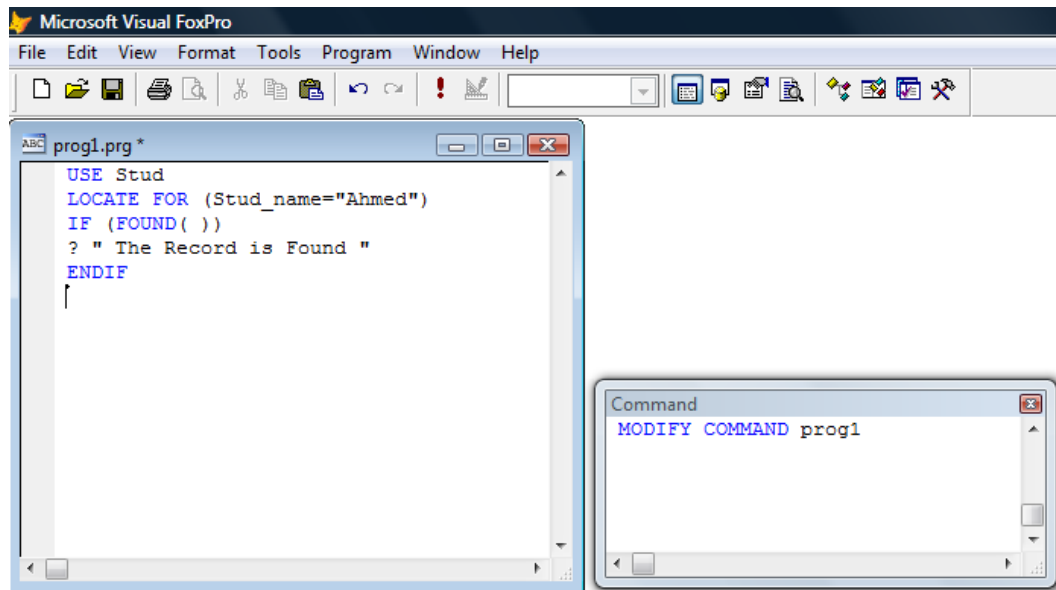 Microsoft Visual FoxPro
File Edit View Format Tools Program Window Help
ABC prog1.prg *
USE Stud
LOCATE FOR (Stud_name="Ahmed")
IF (FOUND( ))
? " The Record is Found "
ENDIF
Command
MODIFY COMMAND prog1